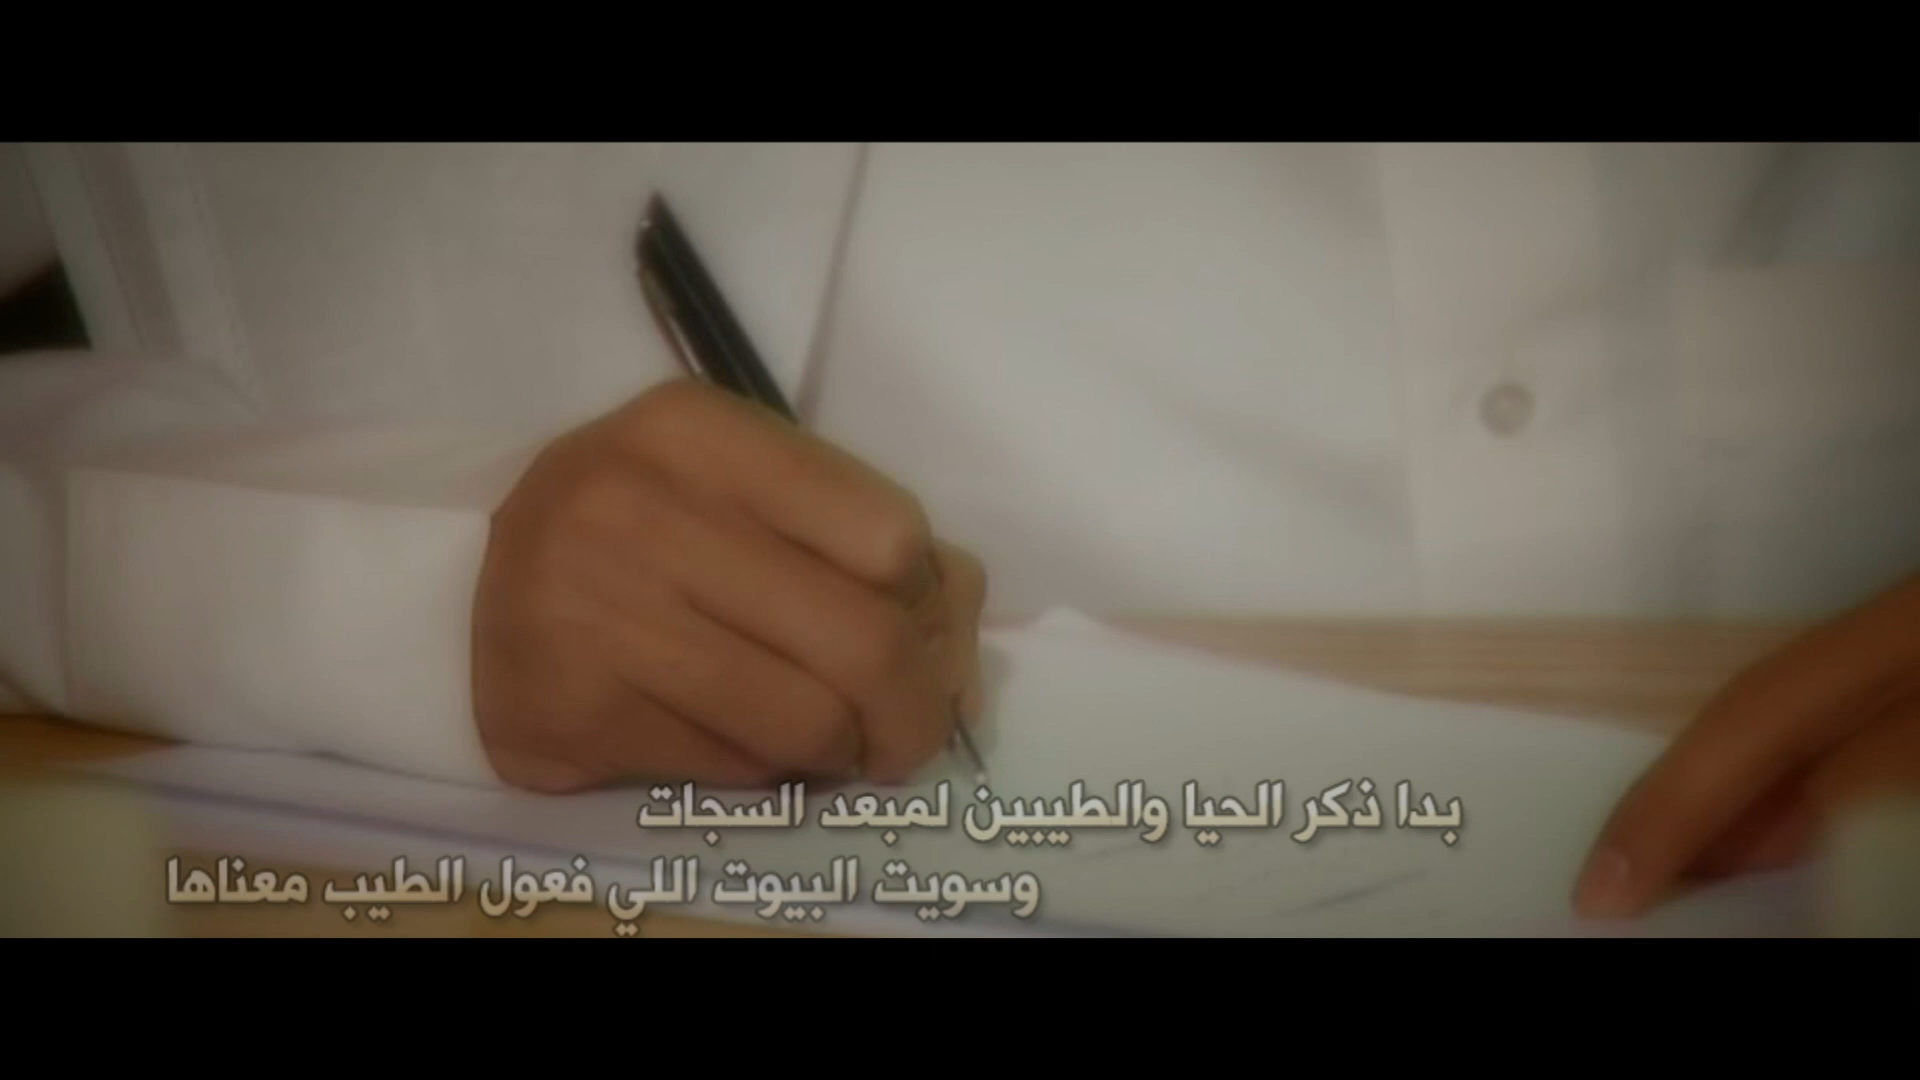 بدا ذكر الحيا والطيبين لمبعد السجات
وسويت البيوت اللي فعول الطيب معناها